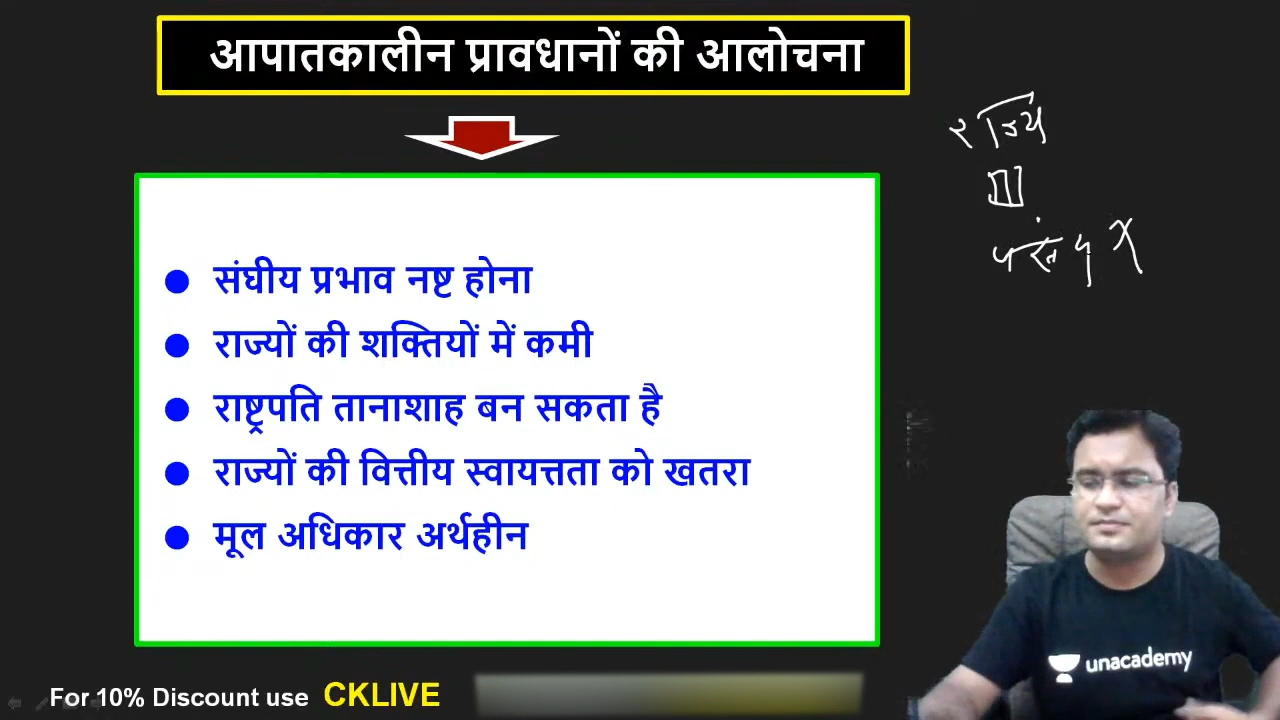 आपातकालीन प्रावधानों की आलोचना
● संघीय प्रभाव नष्ट होना
● राज्यों की शक्तियों में कमी
● राष्ट्रपति तानाशाह बन सकता है
● राज्यों की वित्तीय स्वायत्तता को खतरा
● मूल अधिकार अर्थहीन
राज्य
unacademy
For 10% Discount use CKLIVE